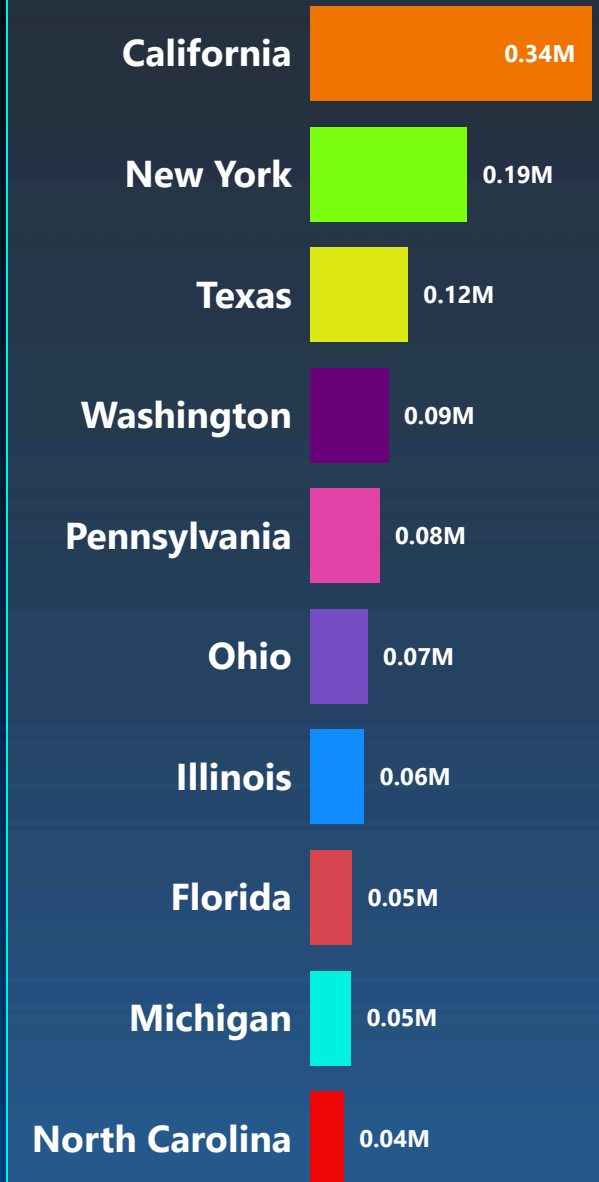 California 0.34M
New York 0.19M
Texas 0.12M
Washington 0.09M
Pennsylvania 0.08M
Ohio 0.07M
Illinois 0.06M
Florida 0.05M
Michigan 0.05M
North Carolina 0.04M